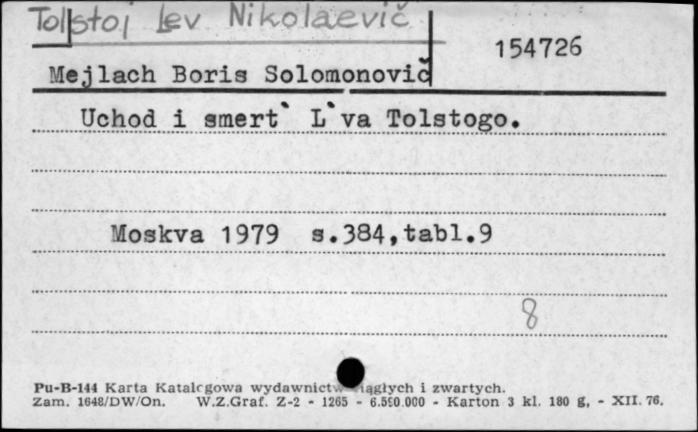 Tolstoj Lev Nikolaevič
154726
Mejlach Boris Solomonovič
Uchod i smert` L`va Tolstogo.
Moskva 1979 s.384,tabl.9
8
Pu-B-144 Karta Katalogowa wydawnictw ciągłych i zwartych.
Zam. 1648/DW/On. W.Z.Graf. Z-2 - 1265 - 6.550.000 - Karton 3 kl. 180 g, - XII. 76.